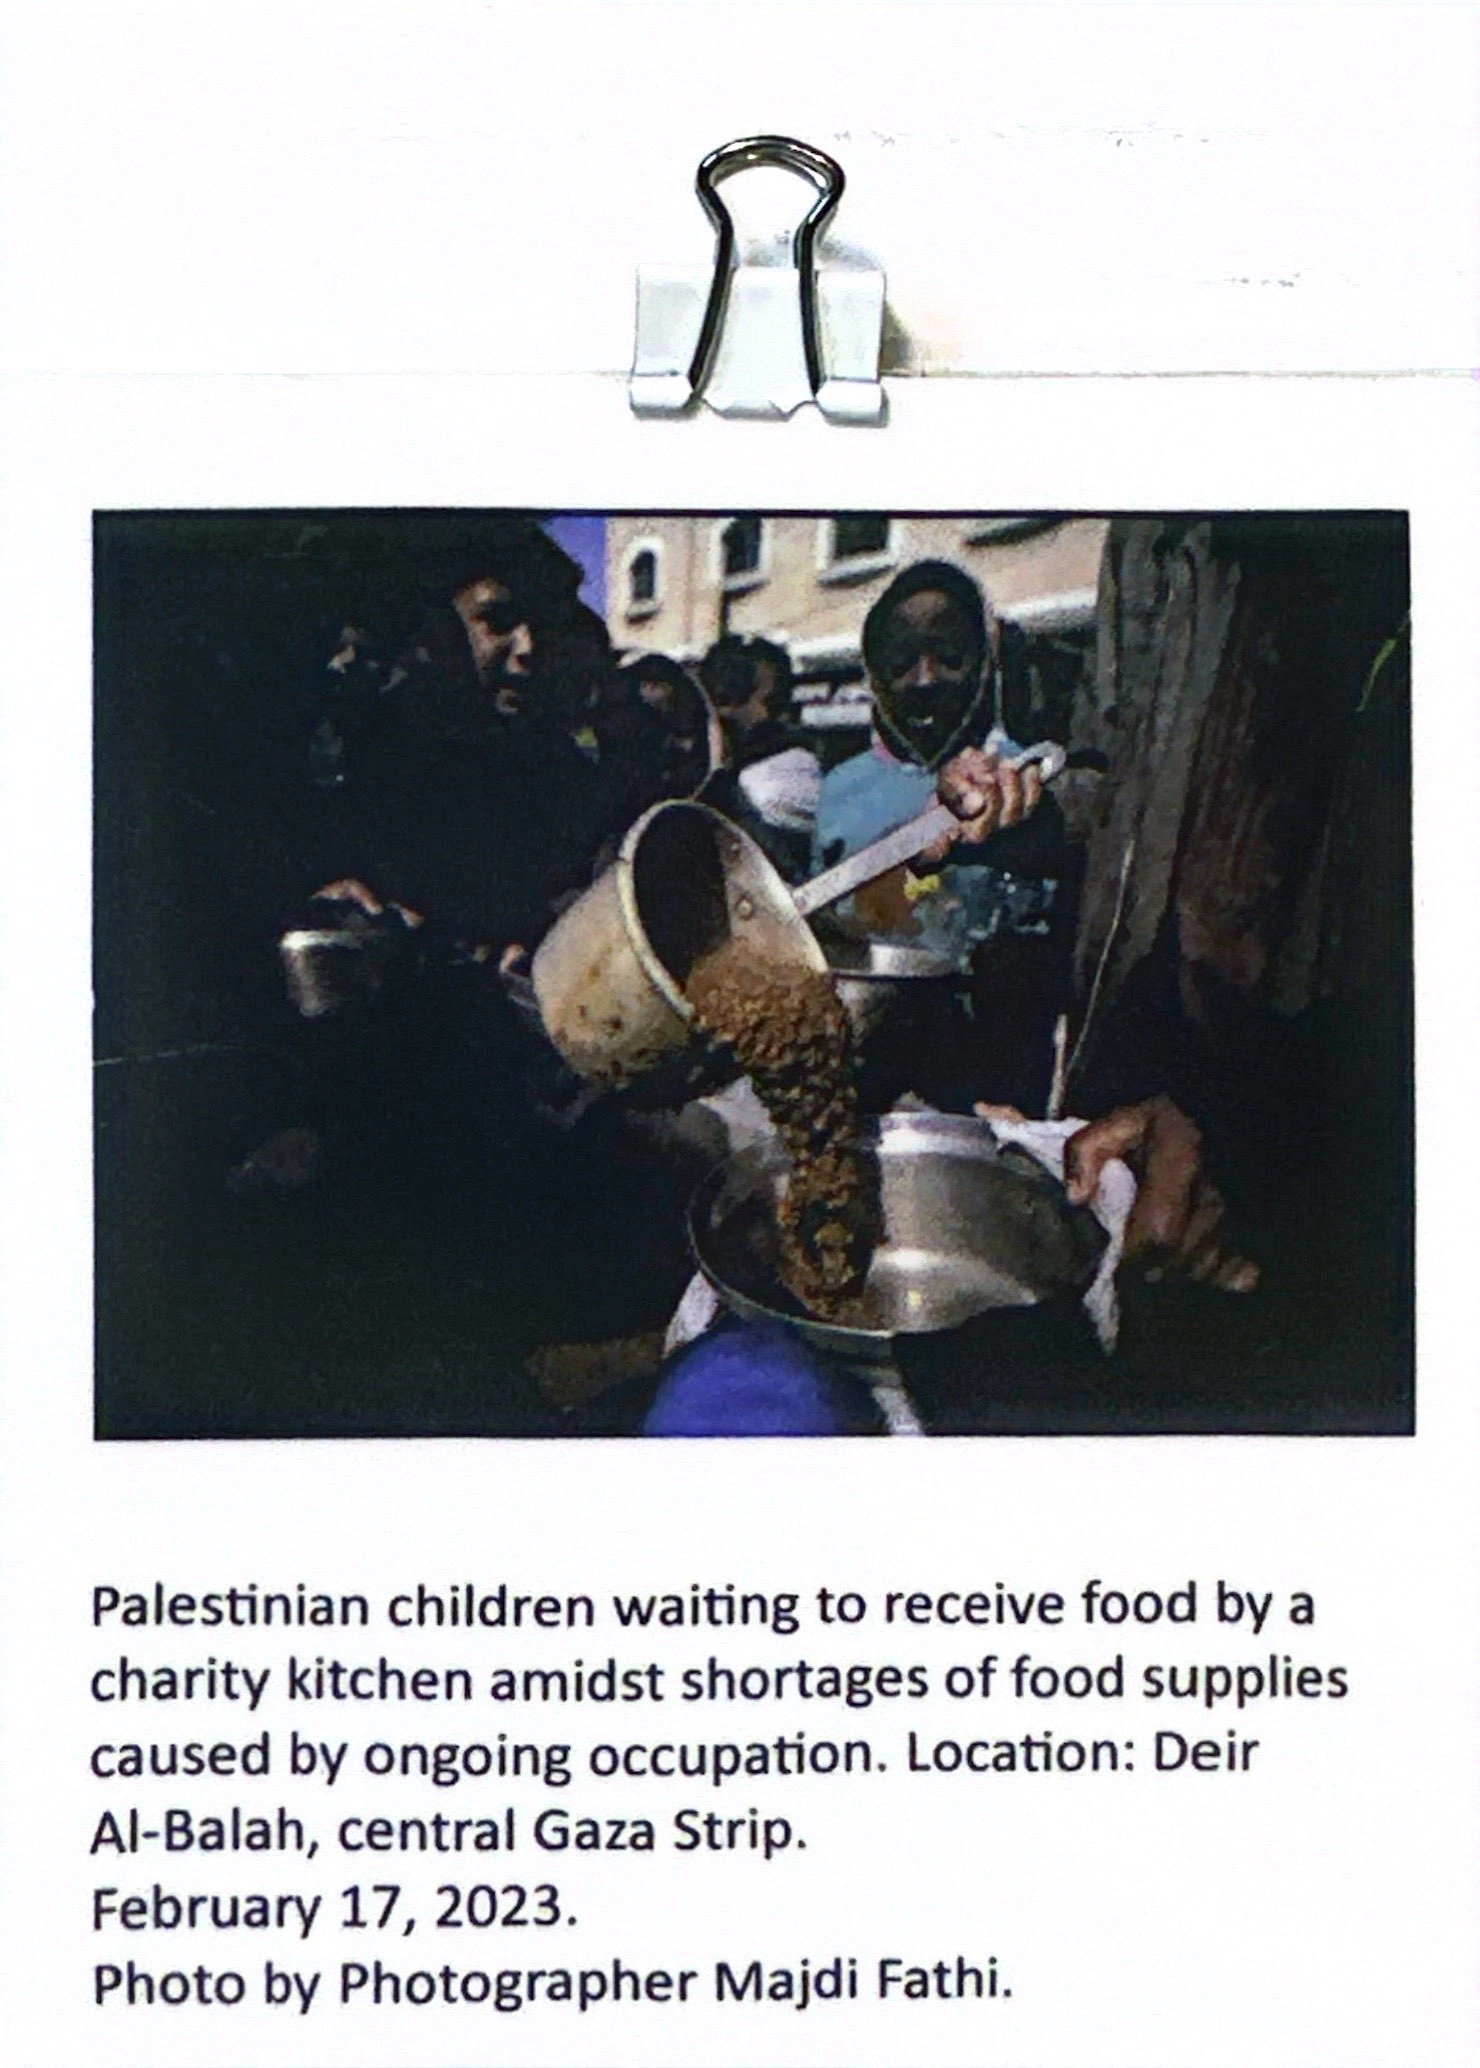 Palestinian children waiting to receive food by a
charity kitchen amidst shortages of food supplies
caused by ongoing occupation. Location: Deir
Al-Balah, central Gaza Strip.
February 17, 2023.
Photo by Photographer Majdi Fathi.